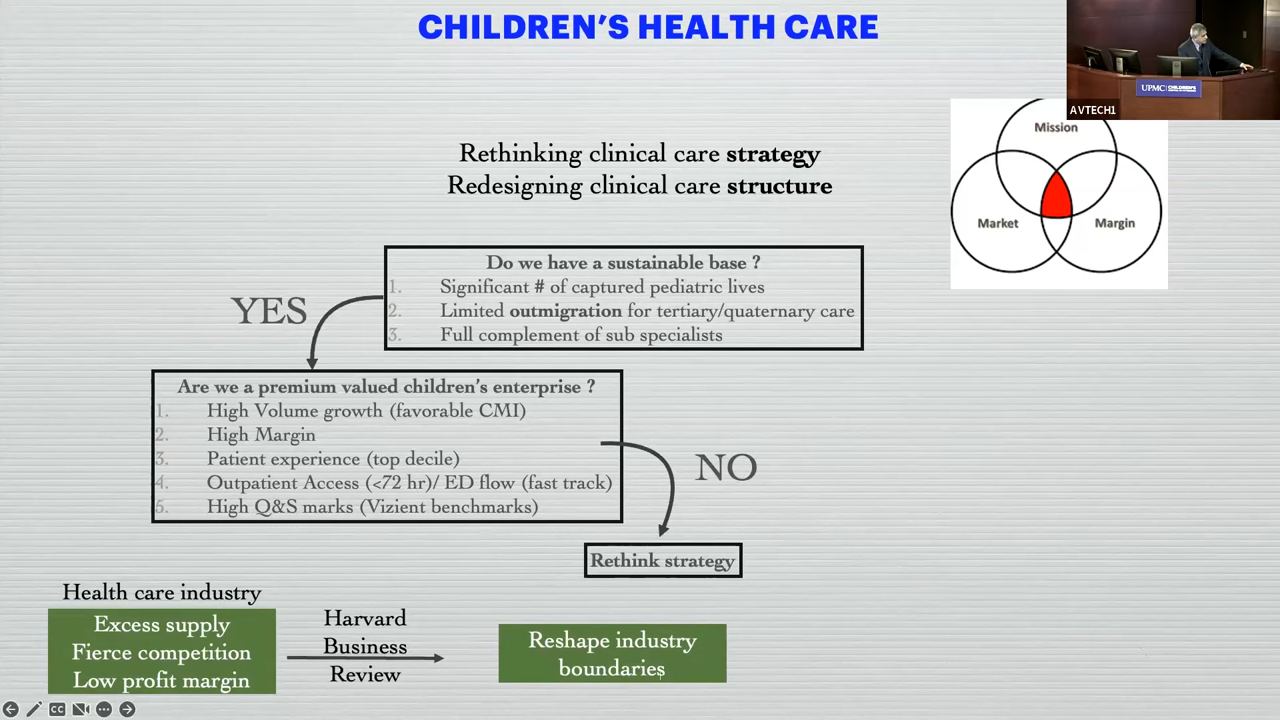 CHILDREN'S HEALTH CARE
UPMC CHILDREN'S
AVTECH1
Mission
Market
Margin
Rethinking clinical care strategy
Redesigning clinical care structure
Do we have a sustainable base ?
1. Significant # of captured pediatric lives
2. Limited outmigration for tertiary/quaternary care
3. Full complement of sub specialists
YES
Are we a premium valued children's enterprise ?
1. High Volume growth (favorable CMI)
2. High Margin
3. Patient experience (top decile)
4. Outpatient Access (<72 hr)/ ED flow (fast track)
5. High Q&S marks (Vizient benchmarks)
NO
Rethink strategy
Health care industry
Excess supply
Fierce competition
Low profit margin
Harvard
Business
Review
Reshape industry
boundaries
CC